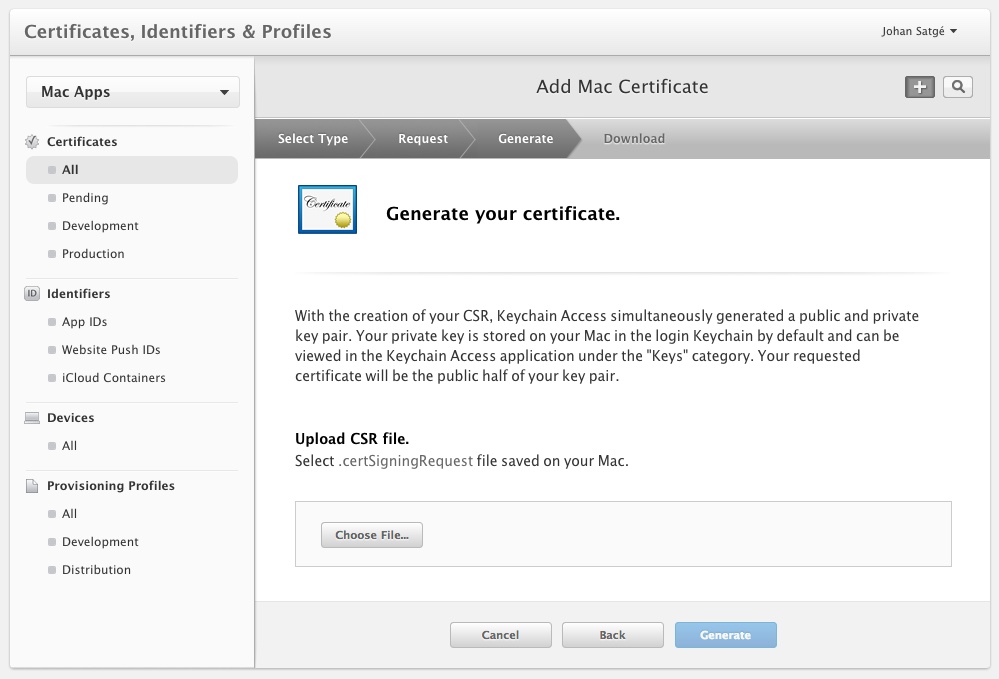 Certificates, Identifiers & Profiles
Johan Satgé
Mac Apps
Certificates
All
Pending
Development
Production
ID
Identifiers
App IDs
Website Push IDs
iCloud Containers
Devices
All
Provisioning Profiles
All
Development
Distribution
Add Mac Certificate
Select Type
Request
Generate
Download
Certificate
Generate your certificate.
With the creation of your CSR, Keychain Access simultaneously generated a public and private
key pair. Your private key is stored on your Mac in the login Keychain by default and can be
viewed in the Keychain Access application under the "Keys" category. Your requested
certificate will be the public half of your key pair.
Upload CSR file.
Select .certSigningRequest file saved on your Mac.
Choose File...
Cancel
Back
Generate